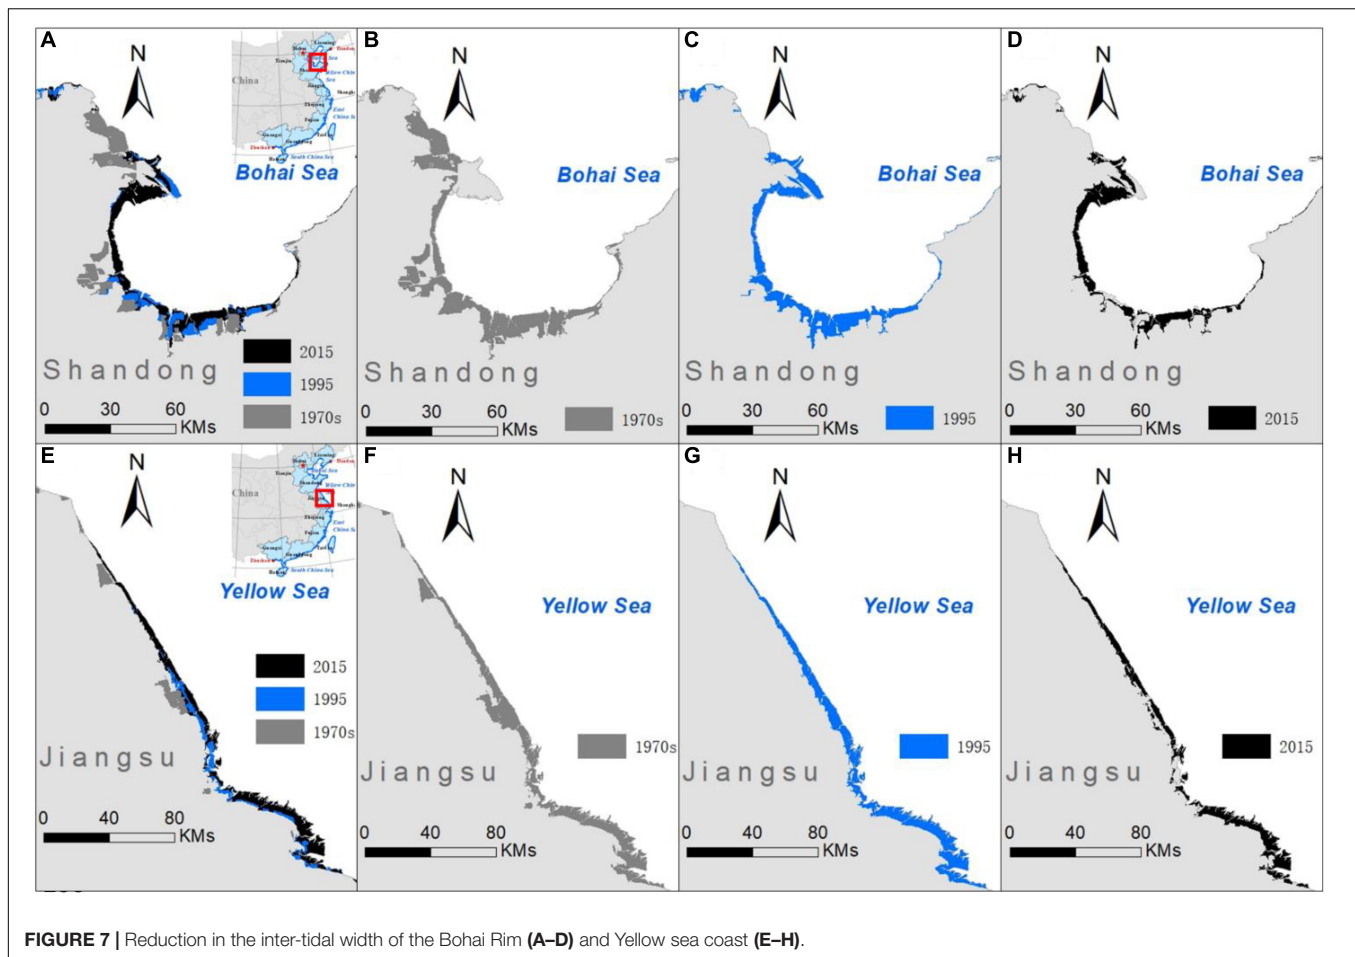 A
N
China
Bohai Sea
Shandong
2015
1995
1970s
0 30 60
KMs
B
N
Bohai Sea
Shandong
1970s
0 30 60
KMs
C
N
Bohai Sea
Shandong
1995
0 30 60
KMs
D
N
Bohai Sea
Shandong
2015
0 30 60
KMs
E
N
China
Yellow Sea
2015
1995
1970s
Jiangsu
0 40 80
KMs
F
N
Yellow Sea
1970s
Jiangsu
0 40 80
KMs
G
N
Yellow Sea
1995
Jiangsu
0 40 80
KMs
H
N
Yellow Sea
2015
Jiangsu
0 40 80
KMs
FIGURE 7 | Reduction in the inter-tidal width of the Bohai Rim (A–D) and Yellow sea coast (E–H).